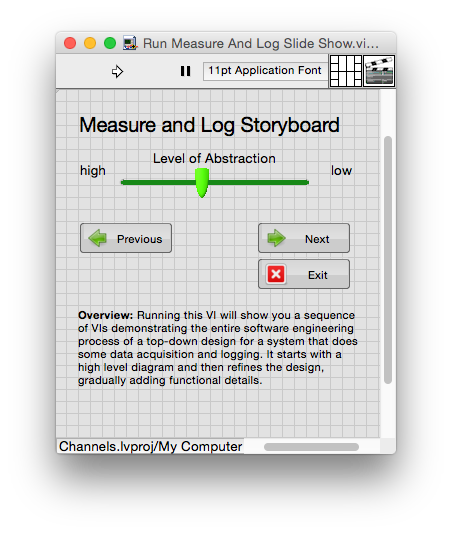 Run Measure And Log Slide Show.vi...
11pt Application Font
Measure and Log Storyboard
Level of Abstraction
high low
Previous Next
Exit
Overview: Running this VI will show you a sequence
of VIs demonstrating the entire software engineering
process of a top-down design for a system that does
some data acquisition and logging. It starts with a
high level diagram and then refines the design,
gradually adding functional details.
Channels.lvproj/My Computer